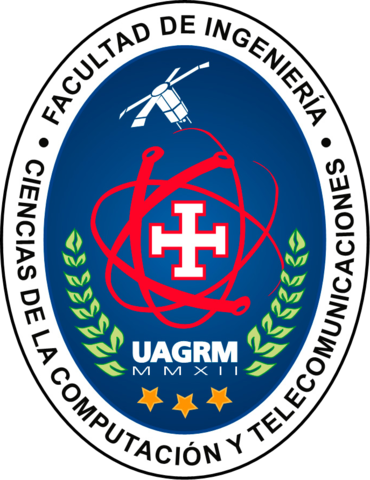 FACULTAD DE INGENIERÍA
CIENCIAS DE LA COMPUTACIÓN Y TELECOMUNICACIONES
UAGRM
MMXII